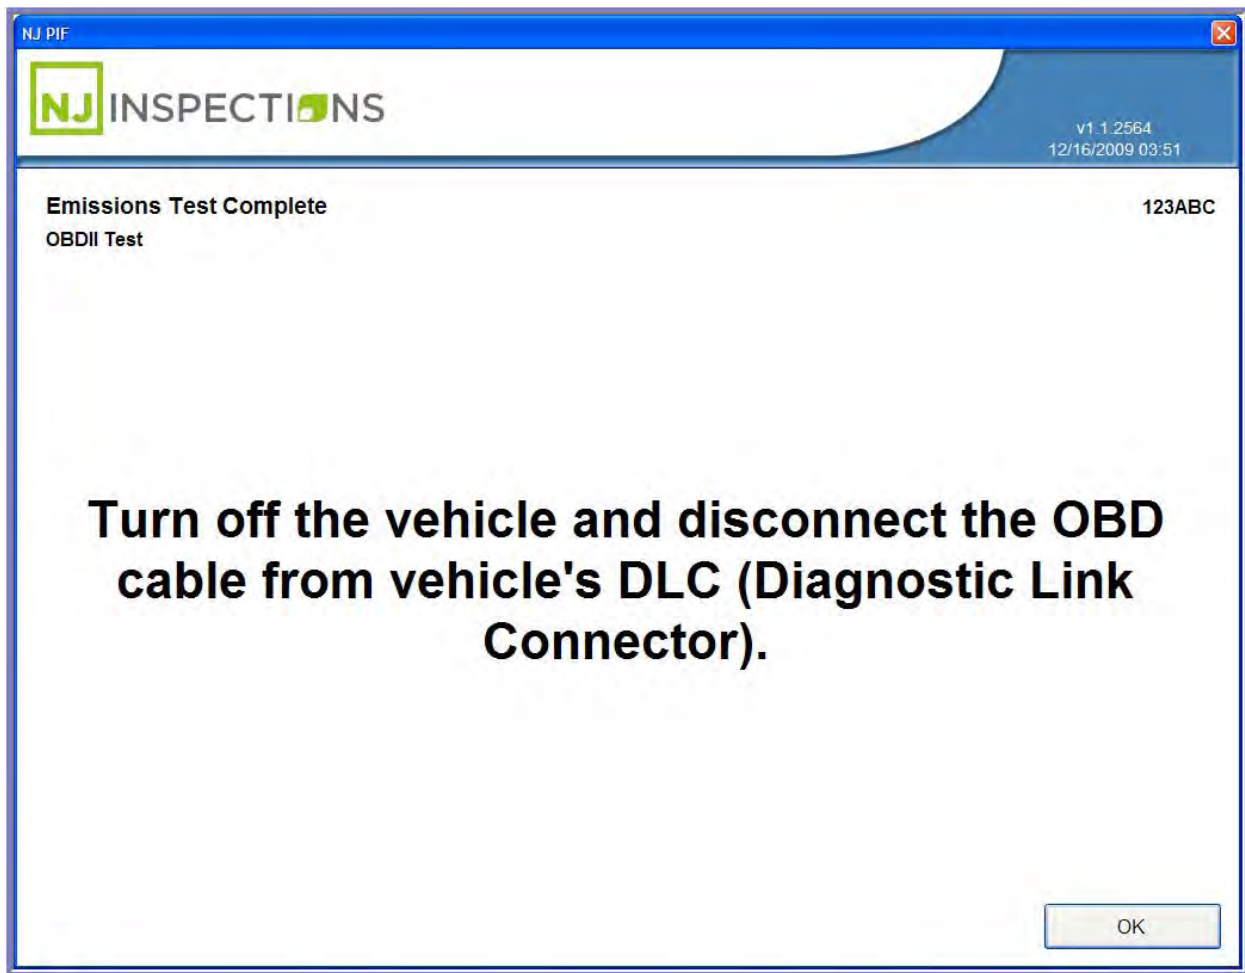 NJ PIF
NJ INSPECTIONS
v1.1.2564
12/16/2009 03:51
Emissions Test Complete
123ABC
OBDII Test
Turn off the vehicle and disconnect the OBD
cable from vehicle's DLC (Diagnostic Link
Connector).
OK